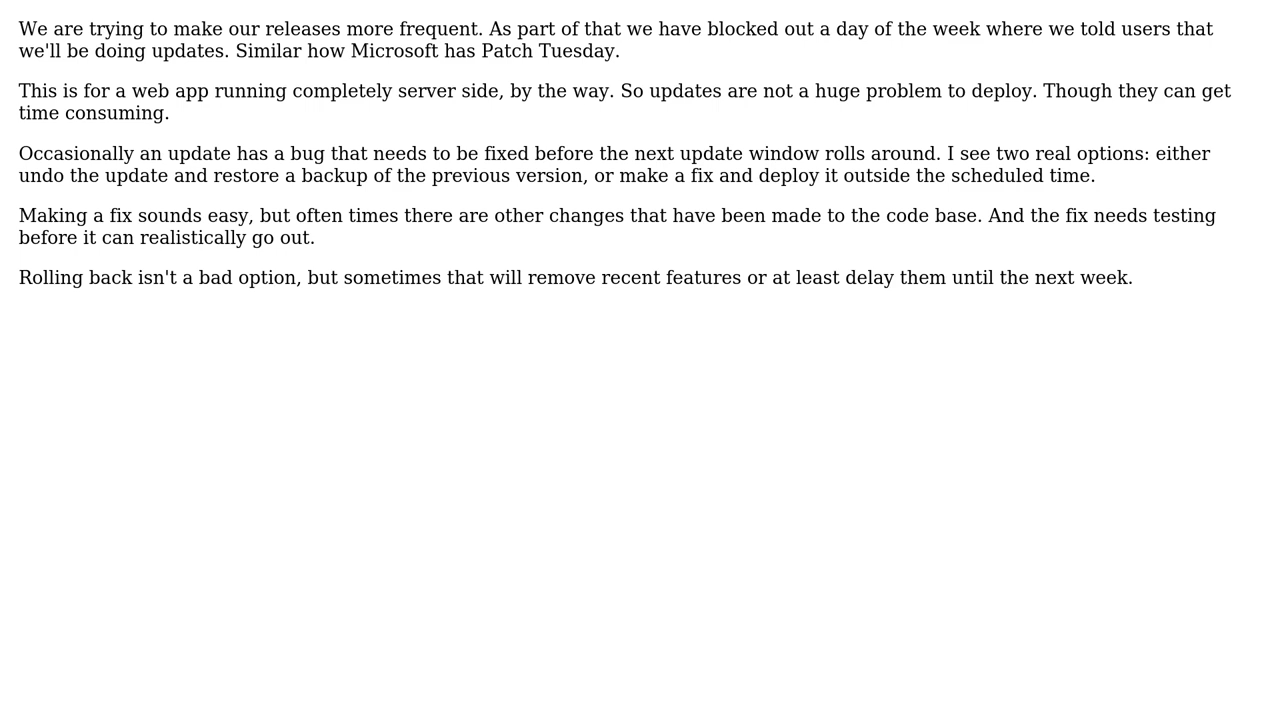 We are trying to make our releases more frequent. As part of that we have blocked out a day of the week where we told users that
we'll be doing updates. Similar how Microsoft has Patch Tuesday.
This is for a web app running completely server side, by the way. So updates are not a huge problem to deploy. Though they can get
time consuming.
Occasionally an update has a bug that needs to be fixed before the next update window rolls around. I see two real options: either
undo the update and restore a backup of the previous version, or make a fix and deploy it outside the scheduled time.
Making a fix sounds easy, but often times there are other changes that have been made to the code base. And the fix needs testing
before it can realistically go out.
Rolling back isn't a bad option, but sometimes that will remove recent features or at least delay them until the next week.